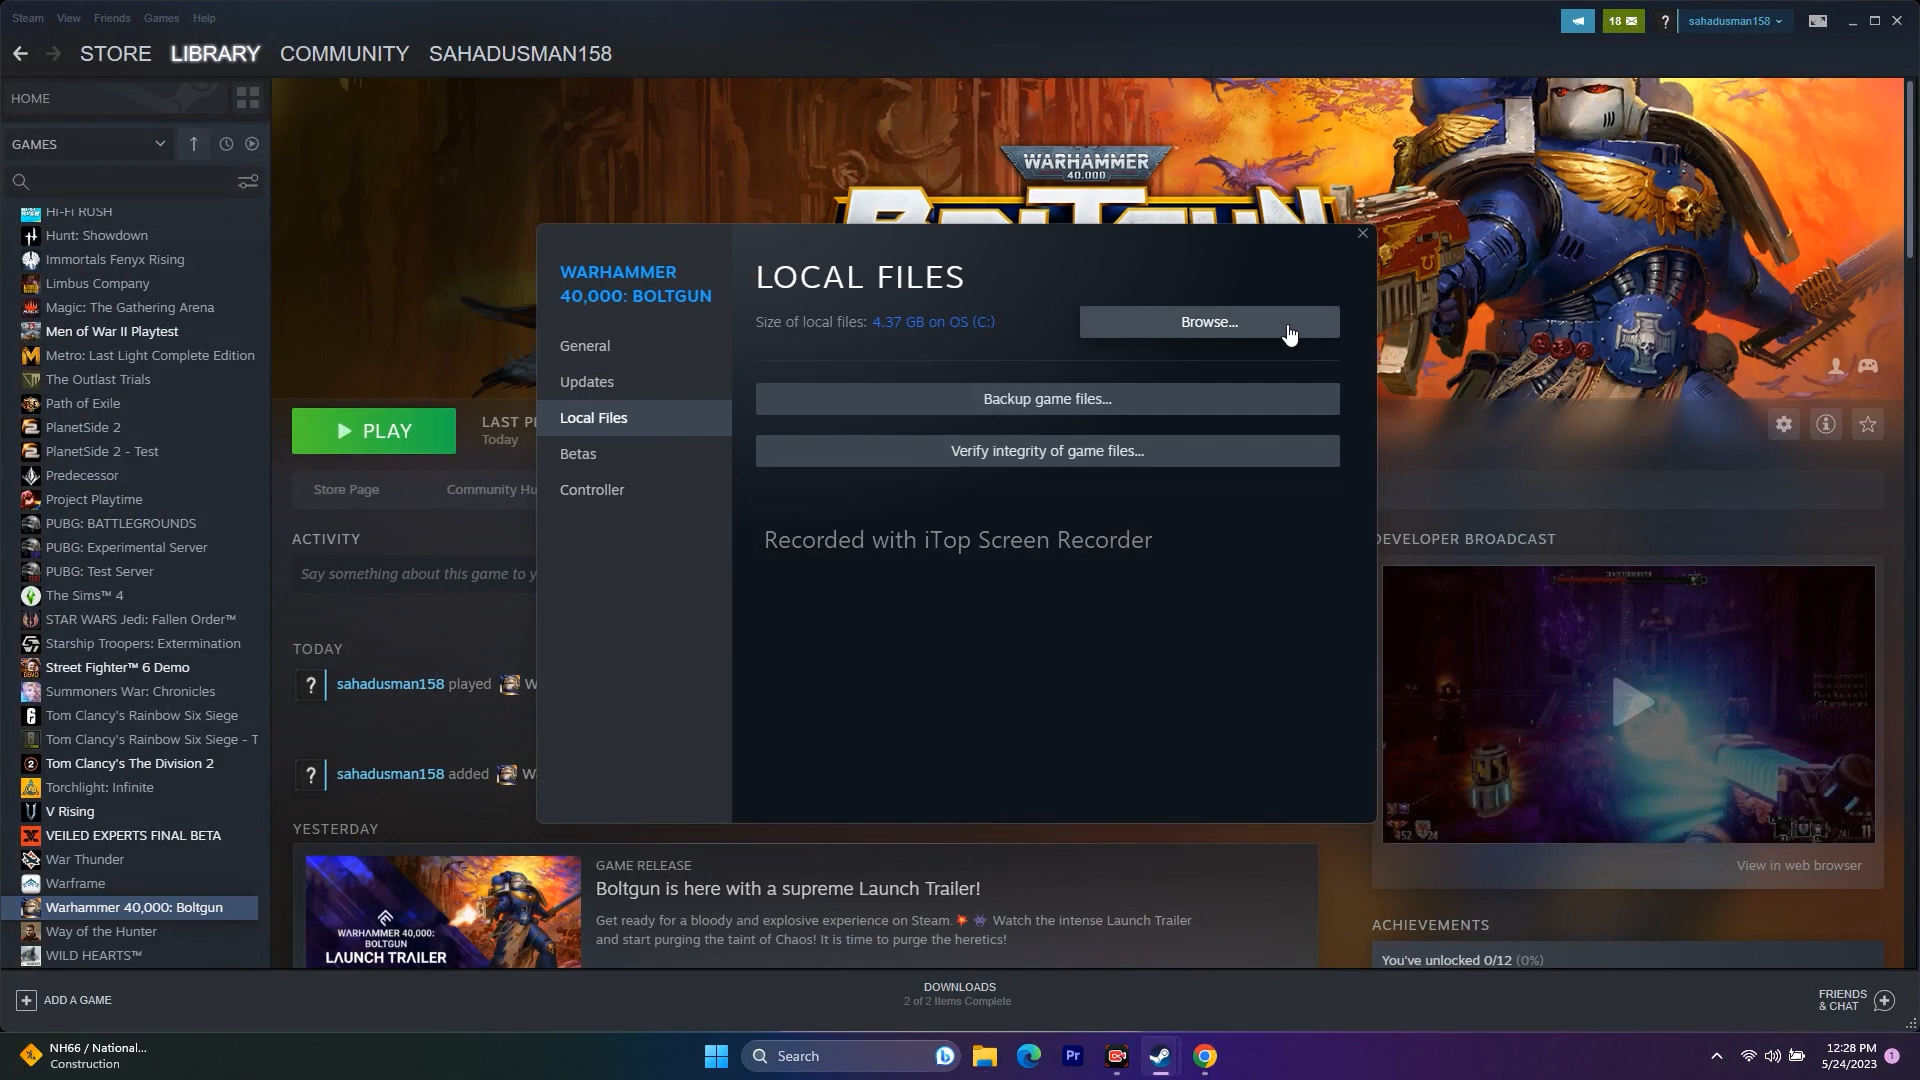 Steam View Friends Games Help
18
?
sahadusman158
STORE LIBRARY COMMUNITY SAHADUSMAN158
HOME
GAMES
HI-FI RUSH
Hunt: Showdown
Immortals Fenyx Rising
Limbus Company
Magic: The Gathering Arena
Men of War II Playtest
Metro: Last Light Complete Edition
The Outlast Trials
Path of Exile
PlanetSide 2
PlanetSide 2 - Test
Predecessor
Project Playtime
PUBG: BATTLEGROUNDS
PUBG: Experimental Server
PUBG: Test Server
The Sims™ 4
STAR WARS Jedi: Fallen Order™
Starship Troopers: Extermination
Street Fighter™ 6 Demo
Summoners War: Chronicles
Tom Clancy's Rainbow Six Siege
Tom Clancy's Rainbow Six Siege - T
Tom Clancy's The Division 2
Torchlight: Infinite
V Rising
VEILED EXPERTS FINAL BETA
War Thunder
Warframe
Warhammer 40,000: Boltgun
Way of the Hunter
WILD HEARTS™
WARHAMMER
40,000
BOLTGUN
PLAY
LAST PL
Today
Store Page Community Hu
ACTIVITY
Say something about this game to y
TODAY
? sahadusman158 played W
? sahadusman158 added W
YESTERDAY
WARHAMMER
40,000: BOLTGUN
General
Updates
Local Files
Betas
Controller
LOCAL FILES
Size of local files: 4.37 GB on OS (C:)
Browse...
Backup game files...
Verify integrity of game files...
Recorded with iTop Screen Recorder
WARHAMMER 40,000:
BOLTGUN
LAUNCH TRAILER
GAME RELEASE
Boltgun is here with a supreme Launch Trailer!
Get ready for a bloody and explosive experience on Steam. Watch the intense Launch Trailer
and start purging the taint of Chaos! It is time to purge the heretics!
DEVELOPER BROADCAST
View in web browser
ACHIEVEMENTS
You've unlocked 0/12 (0%)
ADD A GAME
DOWNLOADS
2 of 2 Items Complete
FRIENDS
& CHAT
NH66 / National...
Construction
Search
Pr
12:28 PM
5/24/2023
1